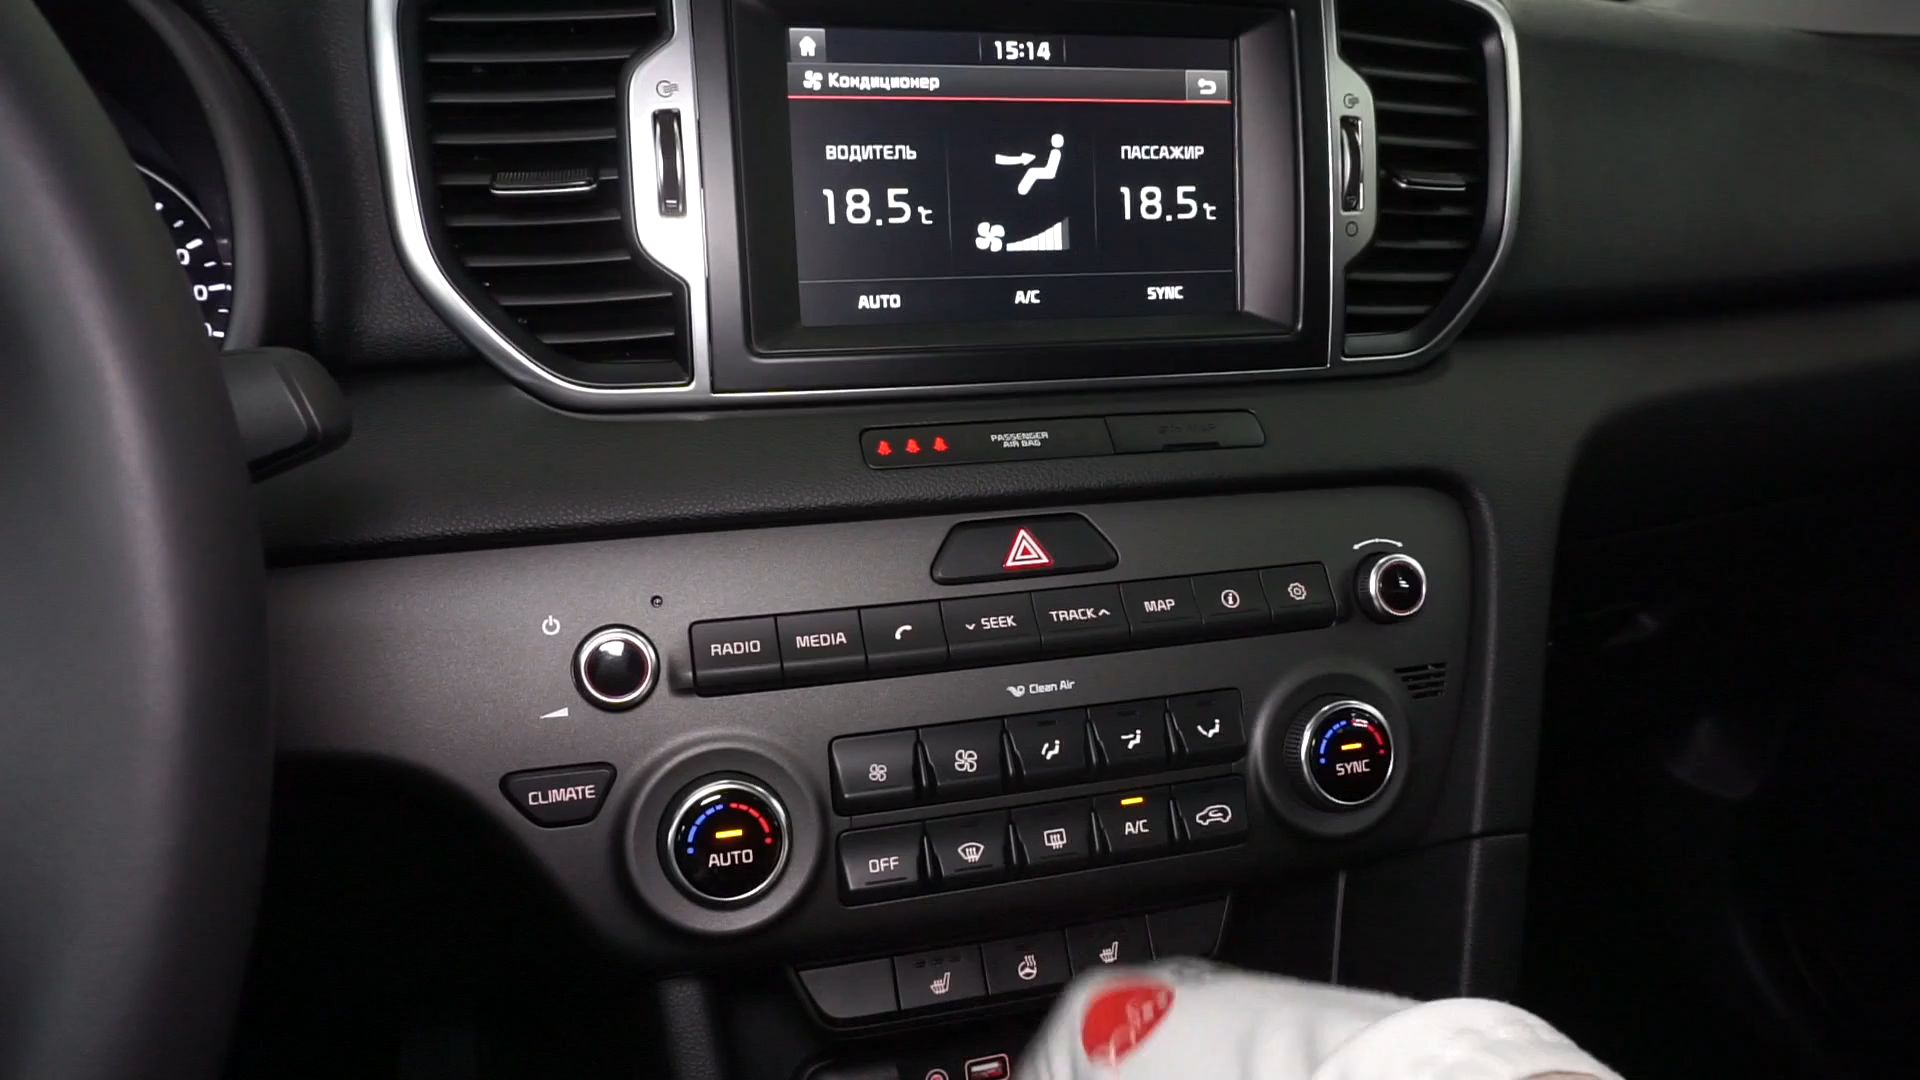 15:14
Кондиционер
ВОДИТЕЛЬ
ПАССАЖИР
18.5℃
18.5℃
AUTO
A/C
SYNC
PASSENGER
AIR BAG
RADIO
MEDIA
SEEK
TRACK
MAP
Clean Air
CLIMATE
AUTO
OFF
A/C
SYNC